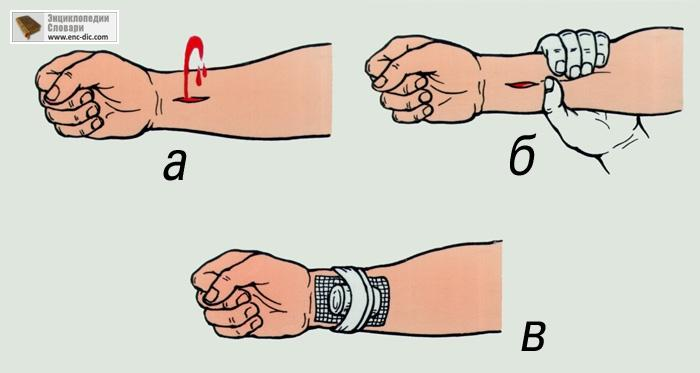 Энциклопедии
Словари
www.enc-dic.com
а
б
в